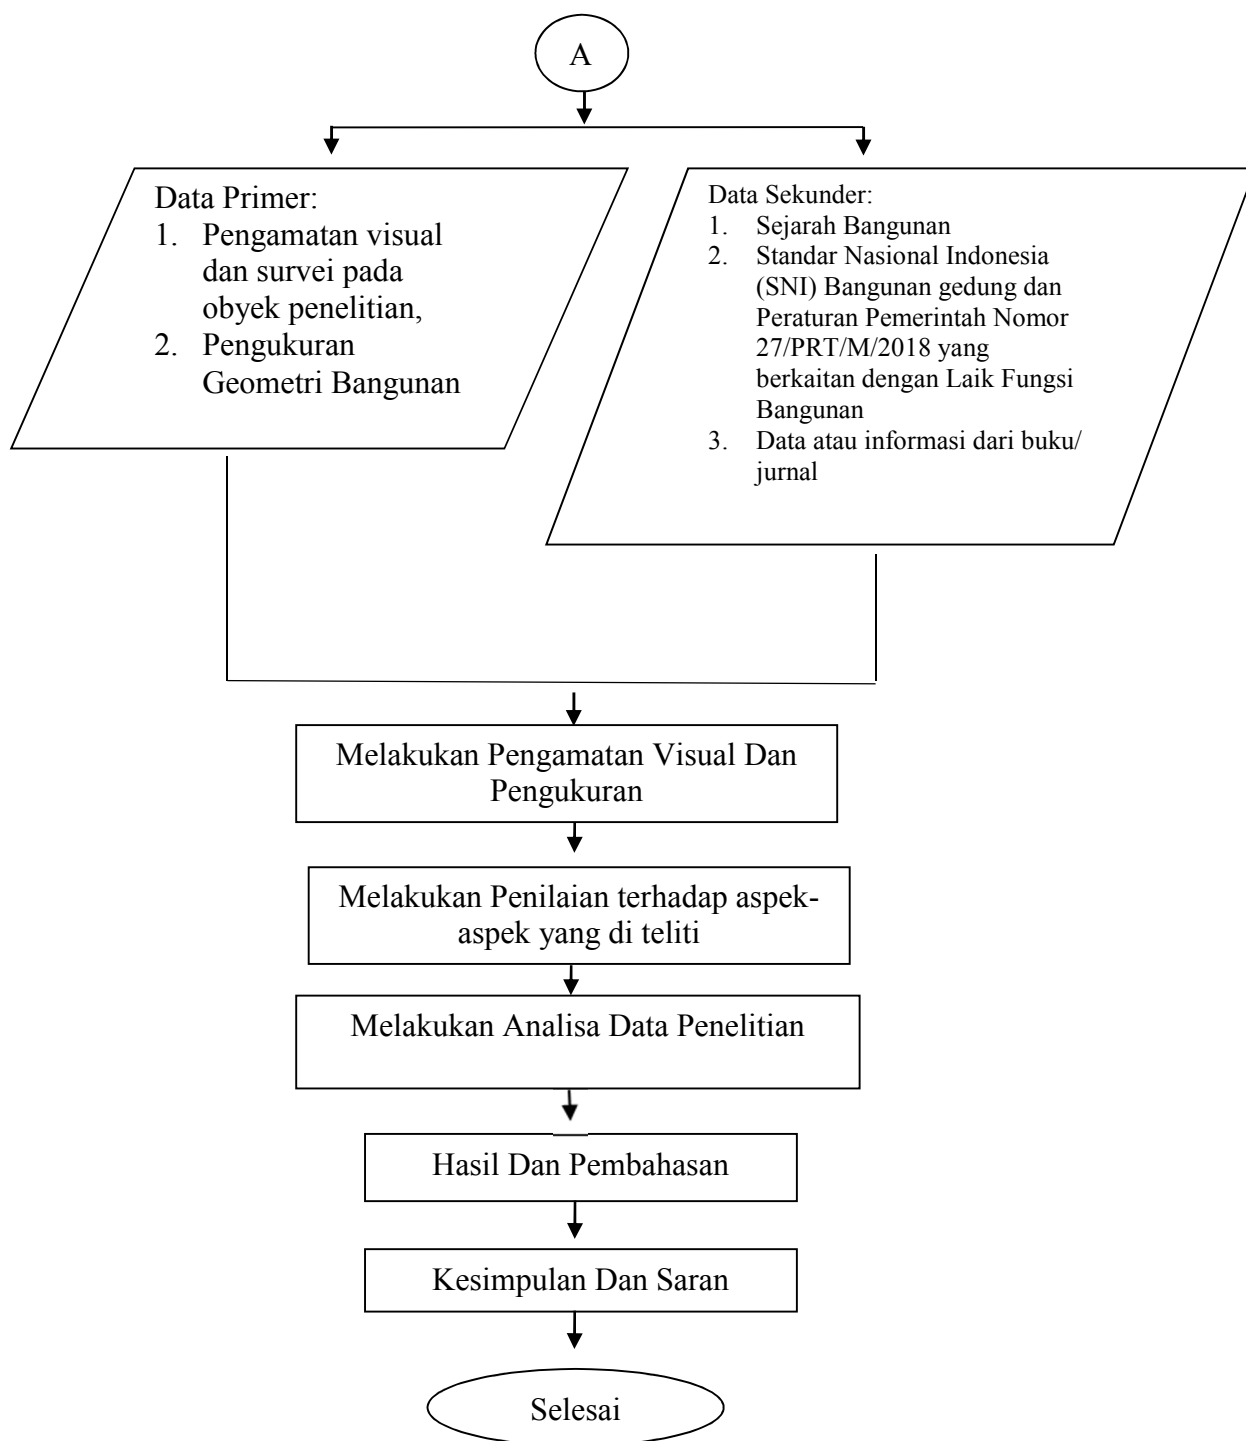 A
Data Primer:
1. Pengamatan visual
dan survei pada
obyek penelitian,
2. Pengukuran
Geometri Bangunan
Data Sekunder:
1. Sejarah Bangunan
2. Standar Nasional Indonesia
(SNI) Bangunan gedung dan
Peraturan Pemerintah Nomor
27/PRT/M/2018 yang
berkaitan dengan Laik Fungsi
Bangunan
3. Data atau informasi dari buku/
jurnal
Melakukan Pengamatan Visual Dan
Pengukuran
Melakukan Penilaian terhadap aspek-
aspek yang di teliti
Melakukan Analisa Data Penelitian
Hasil Dan Pembahasan
Kesimpulan Dan Saran
Selesai